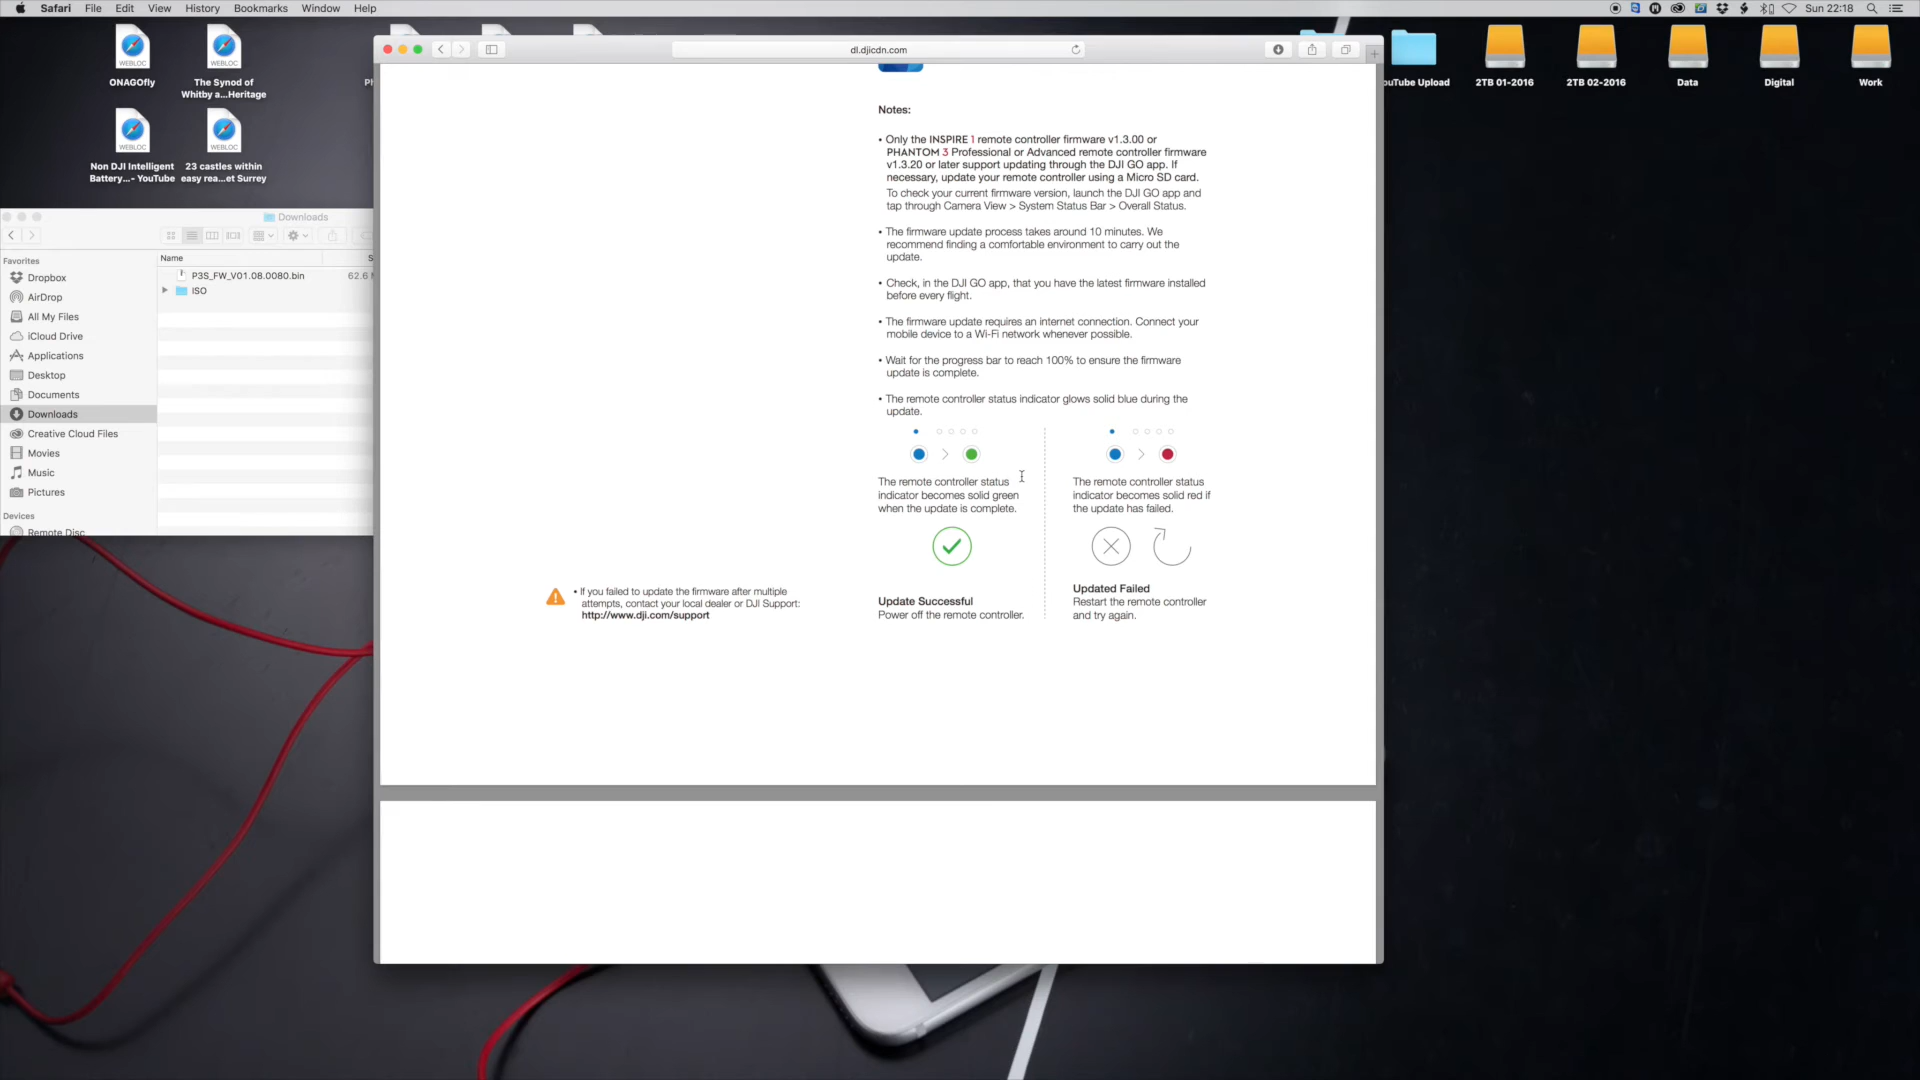 Safari File Edit View History Bookmarks Window Help
Sun 22:18
WEBLOC
WEBLOC
ONAGOfly
The Synod of
Whitby a...Heritage
WEBLOC
WEBLOC
Non DJI Intelligent
Battery...- YouTube
23 castles within
easy rea...et Surrey
Ph
ouTube Upload
2TB 01-2016
2TB 02-2016
Data
Digital
Work
Downloads
Name
S
Favorites
Dropbox
AirDrop
All My Files
iCloud Drive
Applications
Desktop
Documents
Downloads
Creative Cloud Files
Movies
Music
Pictures
Devices
Remote Disc
P3S_FW_V01.08.0080.bin
62.6
ISO
dl.djicdn.com
Notes:
• Only the INSPIRE 1 remote controller firmware v1.3.00 or
PHANTOM 3 Professional or Advanced remote controller firmware
v1.3.20 or later support updating through the DJI GO app. If
necessary, update your remote controller using a Micro SD card.
To check your current firmware version, launch the DJI GO app and
tap through Camera View > System Status Bar > Overall Status.
• The firmware update process takes around 10 minutes. We
recommend finding a comfortable environment to carry out the
update.
• Check, in the DJI GO app, that you have the latest firmware installed
before every flight.
• The firmware update requires an internet connection. Connect your
mobile device to a Wi-Fi network whenever possible.
• Wait for the progress bar to reach 100% to ensure the firmware
update is complete.
• The remote controller status indicator glows solid blue during the
update.
The remote controller status
indicator becomes solid green
when the update is complete.
Update Successful
Power off the remote controller.
The remote controller status
indicator becomes solid red if
the update has failed.
Updated Failed
Restart the remote controller
and try again.
• If you failed to update the firmware after multiple
attempts, contact your local dealer or DJI Support:
http://www.dji.com/support